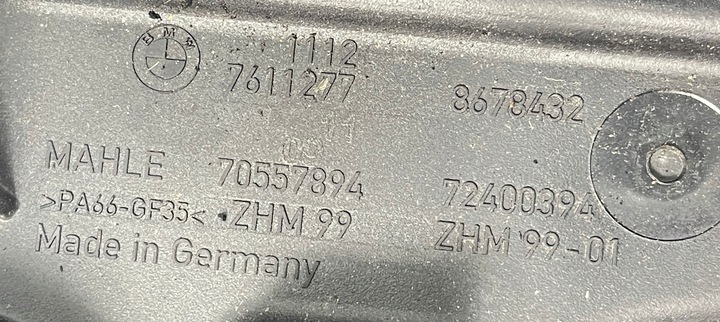 BMW
1112
7611277
8678432
MAHLE 70557894 72400394
>PA66-GF35< ZHM 99 ZHM 99-01
Made in Germany